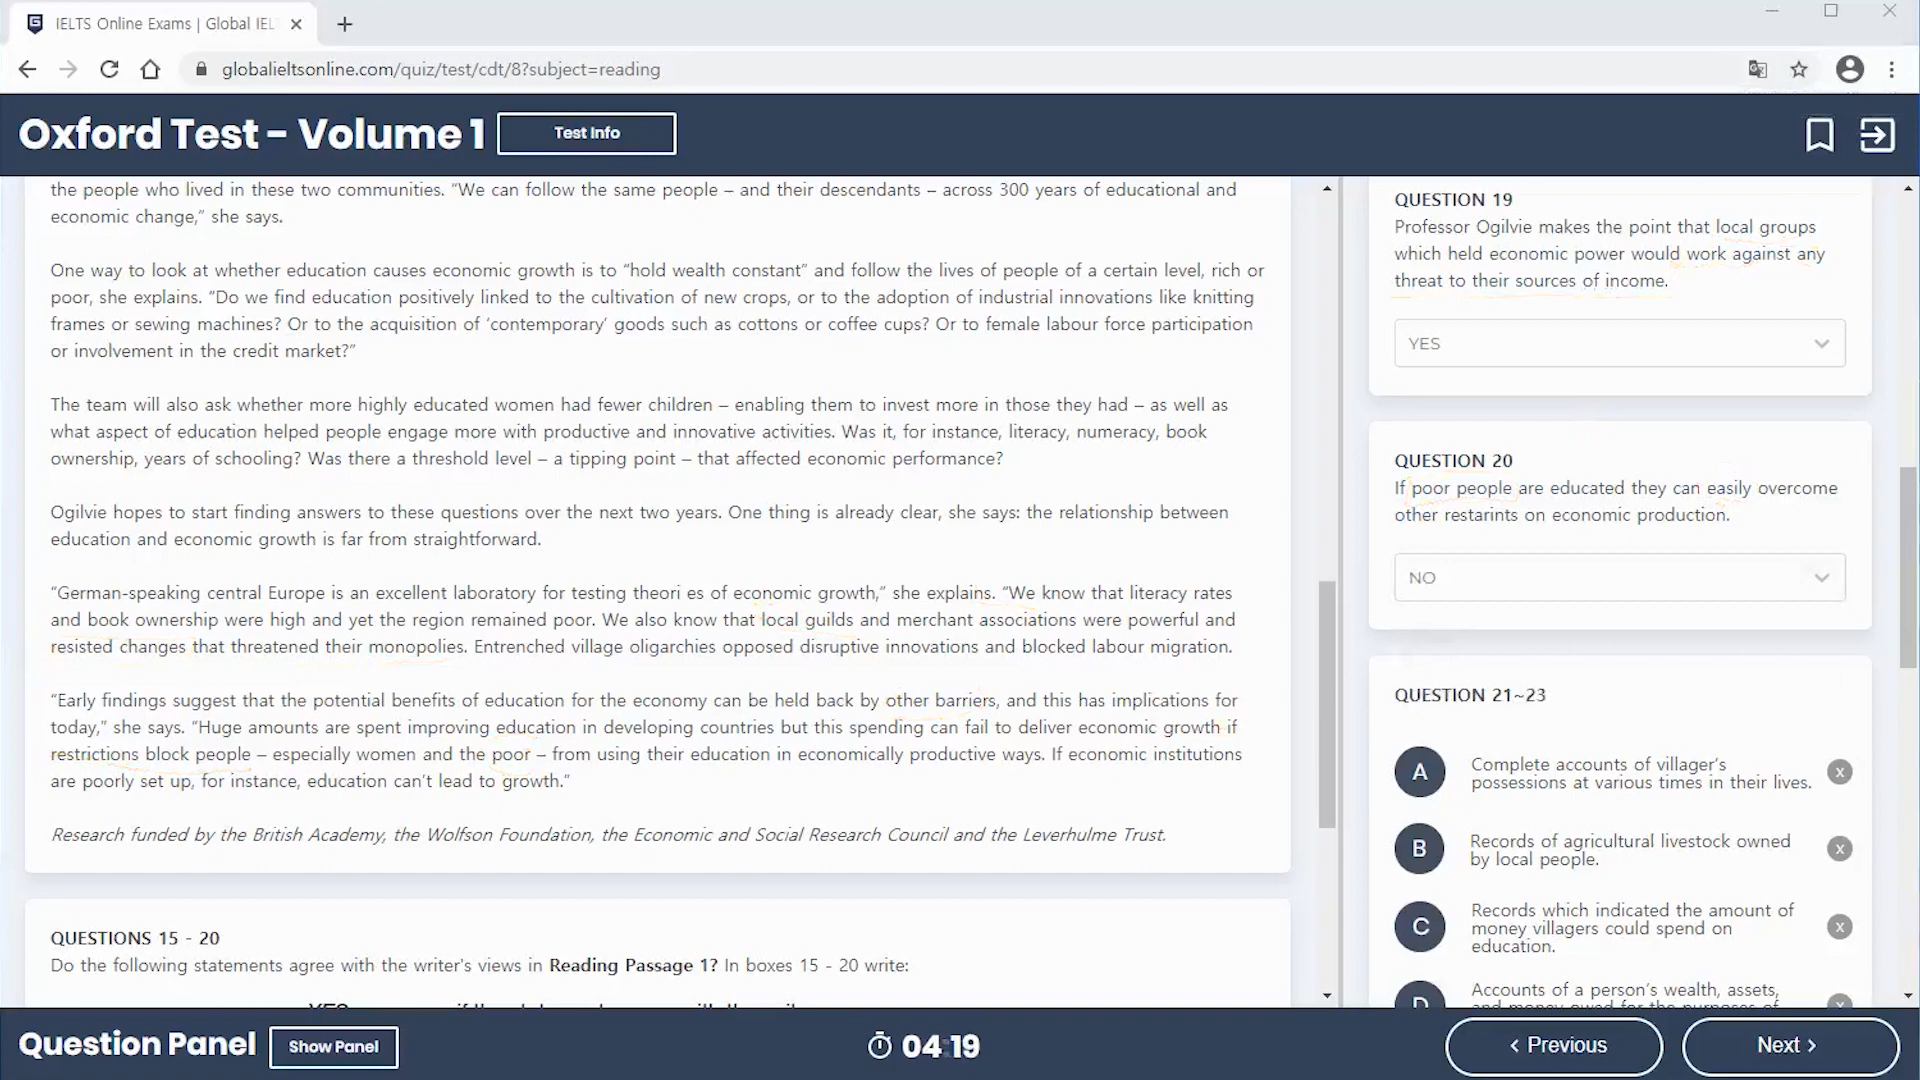 IELTS Online Exams | Global IEL
globalieltsonline.com/quiz/test/cdt/8?subject=reading
Oxford Test - Volume 1
Test Info
the people who lived in these two communities. “We can follow the same people – and their descendants – across 300 years of educational and
economic change,” she says.
One way to look at whether education causes economic growth is to “hold wealth constant” and follow the lives of people of a certain level, rich or
poor, she explains. “Do we find education positively linked to the cultivation of new crops, or to the adoption of industrial innovations like knitting
frames or sewing machines? Or to the acquisition of ‘contemporary’ goods such as cottons or coffee cups? Or to female labour force participation
or involvement in the credit market?”
The team will also ask whether more highly educated women had fewer children – enabling them to invest more in those they had – as well as
what aspect of education helped people engage more with productive and innovative activities. Was it, for instance, literacy, numeracy, book
ownership, years of schooling? Was there a threshold level – a tipping point – that affected economic performance?
Ogilvie hopes to start finding answers to these questions over the next two years. One thing is already clear, she says: the relationship between
education and economic growth is far from straightforward.
“German-speaking central Europe is an excellent laboratory for testing theori es of economic growth,” she explains. “We know that literacy rates
and book ownership were high and yet the region remained poor. We also know that local guilds and merchant associations were powerful and
resisted changes that threatened their monopolies. Entrenched village oligarchies opposed disruptive innovations and blocked labour migration.
“Early findings suggest that the potential benefits of education for the economy can be held back by other barriers, and this has implications for
today,” she says. “Huge amounts are spent improving education in developing countries but this spending can fail to deliver economic growth if
restrictions block people – especially women and the poor – from using their education in economically productive ways. If economic institutions
are poorly set up, for instance, education can’t lead to growth.”
Research funded by the British Academy, the Wolfson Foundation, the Economic and Social Research Council and the Leverhulme Trust.
QUESTIONS 15 - 20
Do the following statements agree with the writer's views in Reading Passage 1? In boxes 15 - 20 write:
QUESTION 19
Professor Ogilvie makes the point that local groups
which held economic power would work against any
threat to their sources of income.
YES
QUESTION 20
If poor people are educated they can easily overcome
other restarints on economic production.
NO
QUESTION 21~23
A
Complete accounts of villager’s
possessions at various times in their lives.
x
B
Records of agricultural livestock owned
by local people.
x
C
Records which indicated the amount of
money villagers could spend on
education.
x
D
Accounts of a person’s wealth, assets,
and money owed for the purposes of
x
Question Panel
Show Panel
04:19
‹ Previous
Next ›